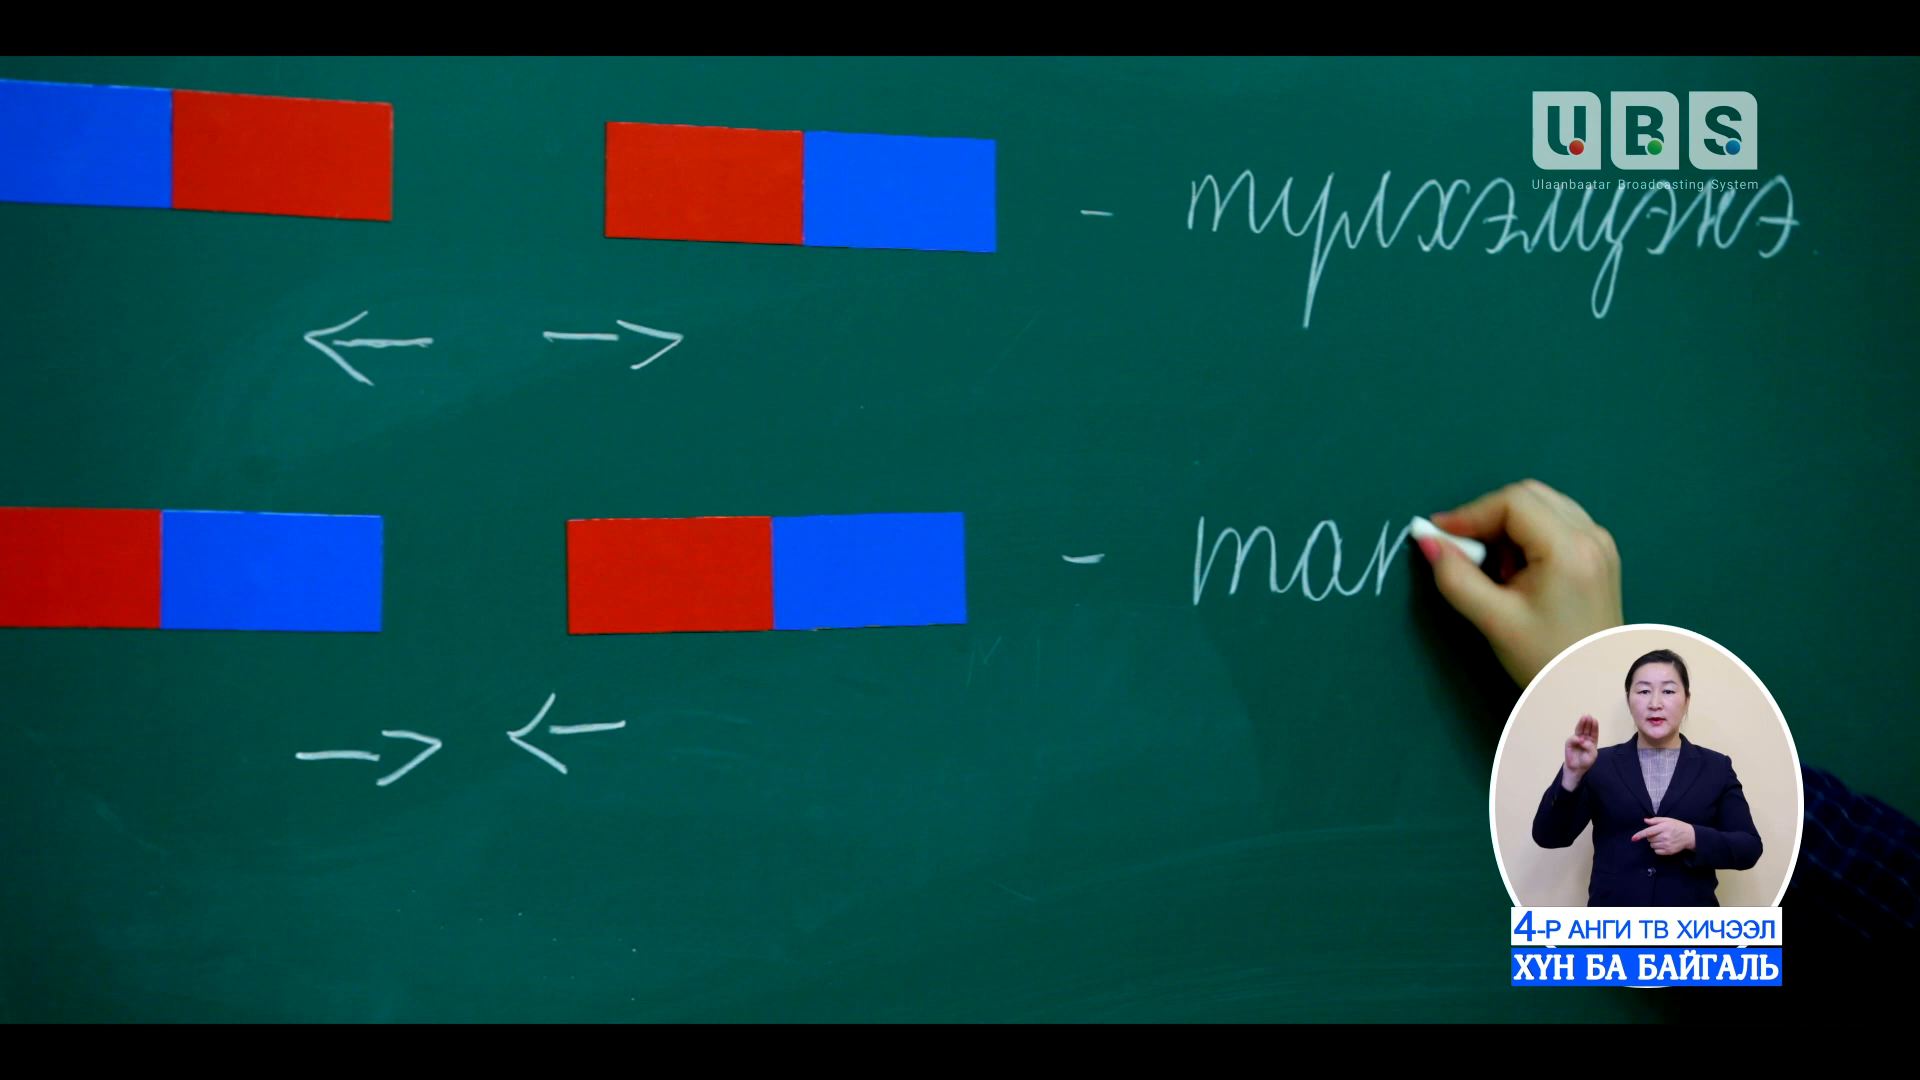 UBS
Ulaanbaatar Broadcasting System
- түлхэлцэнэ
- тат
4-Р АНГИ ТВ ХИЧЭЭЛ
ХҮН БА БАЙГАЛЬ